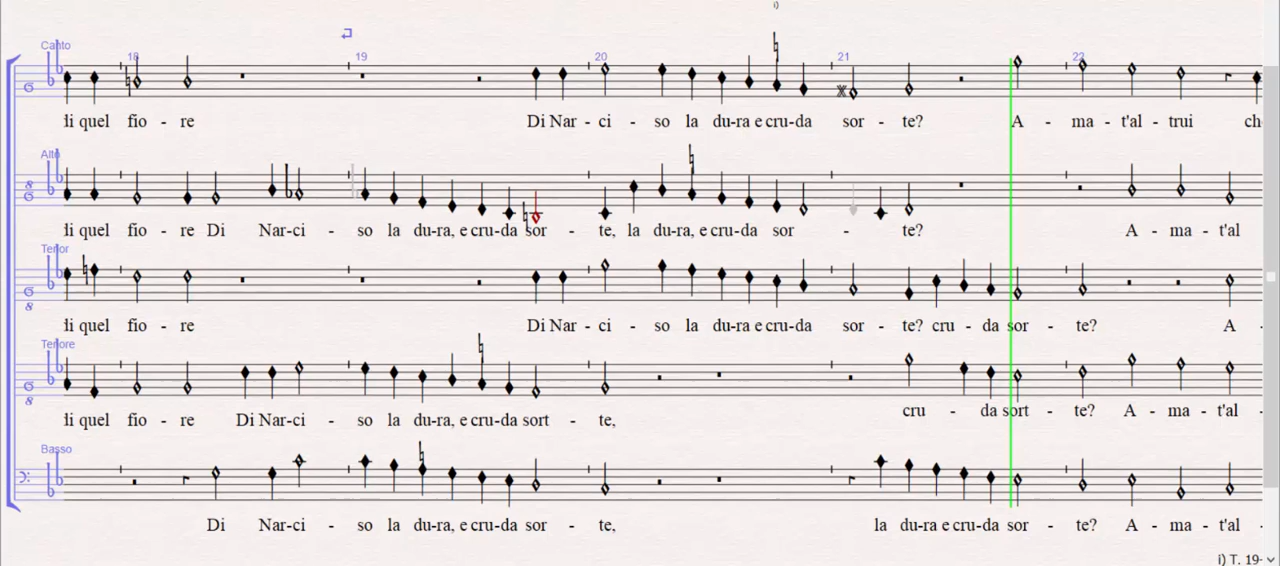 i)
18 19 20 21 22
Canto
di quel fio - re Di Nar - ci - so la du-ra e cru-da sor - te? A - ma - t'al - trui ch
Alto
di quel fio - re Di Nar-ci - so la du-ra, e cru-da sor - te, la du-ra, e cru-da sor - te? A - ma - t'al
Tenor
di quel fio - re Di Nar - ci - so la du-ra e cru-da sor - te? cru - da sor - te? A -
Tenore
di quel fio - re Di Nar-ci - so la du-ra, e cru-da sort - te, cru - da sort - te? A - ma - t'al -
Basso
Di Nar-ci - so la du-ra, e cru-da sor - te, la du-ra e cru-da sor - te? A - ma - t'al -
i) T. 19-